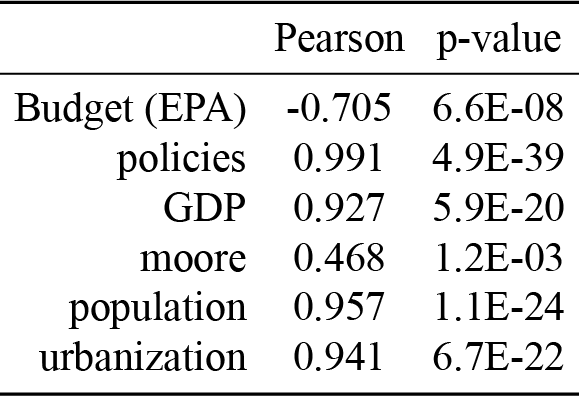 Pearson p-value
Budget (EPA) -0.705 6.6E-08
policies 0.991 4.9E-39
GDP 0.927 5.9E-20
moore 0.468 1.2E-03
population 0.957 1.1E-24
urbanization 0.941 6.7E-22